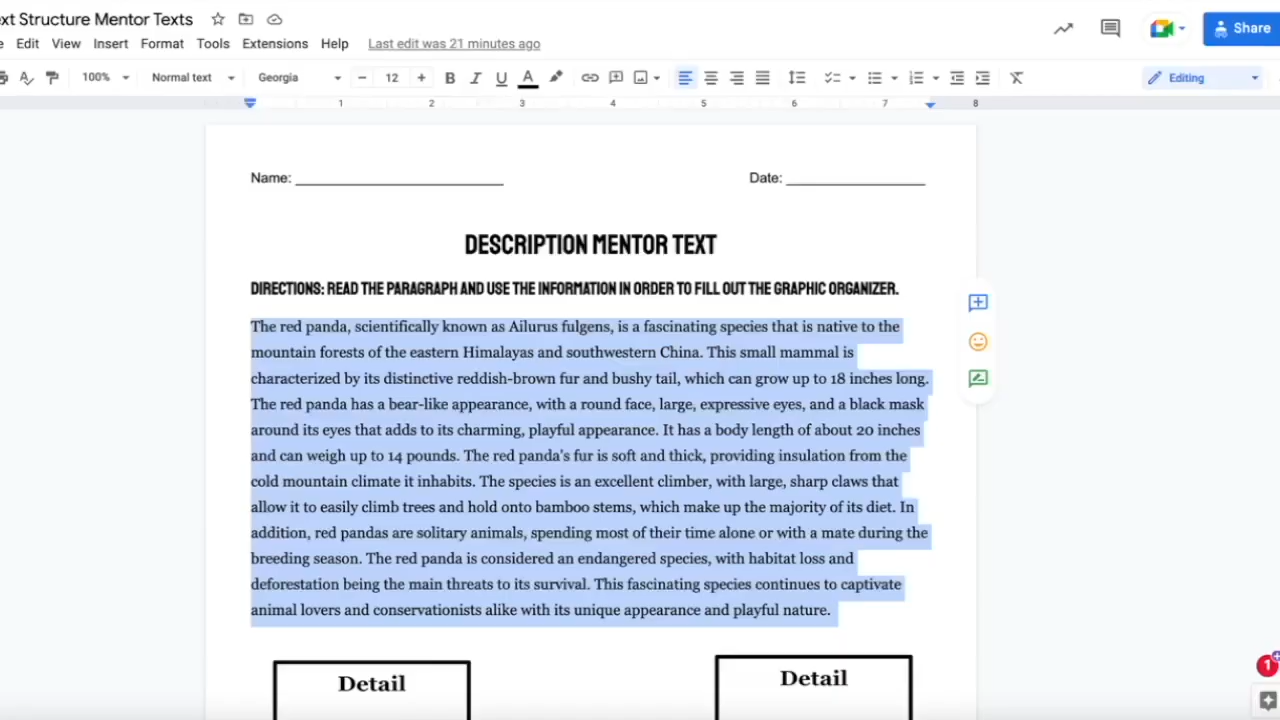 ext Structure Mentor Texts
e Edit View Insert Format Tools Extensions Help Last edit was 21 minutes ago
Share
100% Normal text Georgia − 12 + B I U A Editing
1 2 3 4 5 6 7 8
Name: Date:
DESCRIPTION MENTOR TEXT
DIRECTIONS: READ THE PARAGRAPH AND USE THE INFORMATION IN ORDER TO FILL OUT THE GRAPHIC ORGANIZER.
The red panda, scientifically known as Ailurus fulgens, is a fascinating species that is native to the
mountain forests of the eastern Himalayas and southwestern China. This small mammal is
characterized by its distinctive reddish-brown fur and bushy tail, which can grow up to 18 inches long.
The red panda has a bear-like appearance, with a round face, large, expressive eyes, and a black mask
around its eyes that adds to its charming, playful appearance. It has a body length of about 20 inches
and can weigh up to 14 pounds. The red panda's fur is soft and thick, providing insulation from the
cold mountain climate it inhabits. The species is an excellent climber, with large, sharp claws that
allow it to easily climb trees and hold onto bamboo stems, which make up the majority of its diet. In
addition, red pandas are solitary animals, spending most of their time alone or with a mate during the
breeding season. The red panda is considered an endangered species, with habitat loss and
deforestation being the main threats to its survival. This fascinating species continues to captivate
animal lovers and conservationists alike with its unique appearance and playful nature.
Detail Detail
1